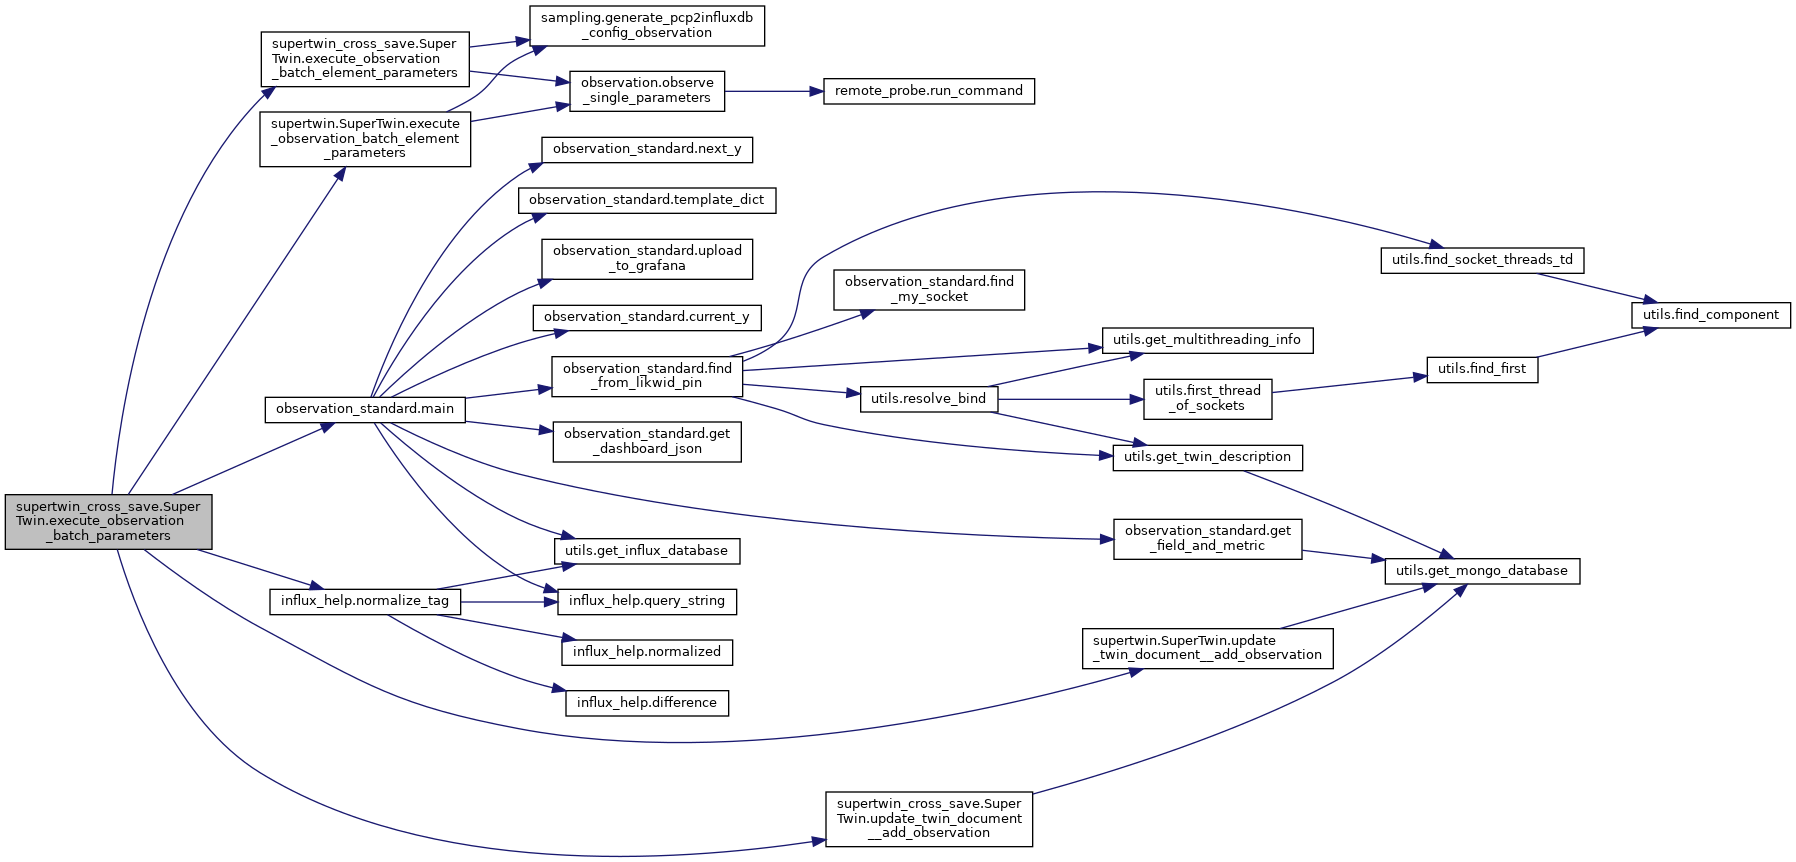 supertwin_cross_save.Super
Twin.execute_observation
_batch_parameters
supertwin_cross_save.Super
Twin.execute_observation
_batch_element_parameters
supertwin.SuperTwin.execute
_observation_batch_element
_parameters
observation_standard.main
influx_help.normalize_tag
sampling.generate_pcp2influxdb
_config_observation
observation.observe
_single_parameters
observation_standard.next_y
observation_standard.template_dict
observation_standard.upload
_to_grafana
observation_standard.current_y
observation_standard.find
_from_likwid_pin
observation_standard.get
_dashboard_json
utils.get_influx_database
influx_help.query_string
influx_help.normalized
influx_help.difference
remote_probe.run_command
observation_standard.find
_my_socket
utils.resolve_bind
supertwin_cross_save.Super
Twin.update_twin_document
__add_observation
utils.get_multithreading_info
utils.first_thread
_of_sockets
utils.get_twin_description
observation_standard.get
_field_and_metric
supertwin.SuperTwin.update
_twin_document__add_observation
utils.find_socket_threads_td
utils.find_first
utils.get_mongo_database
utils.find_component